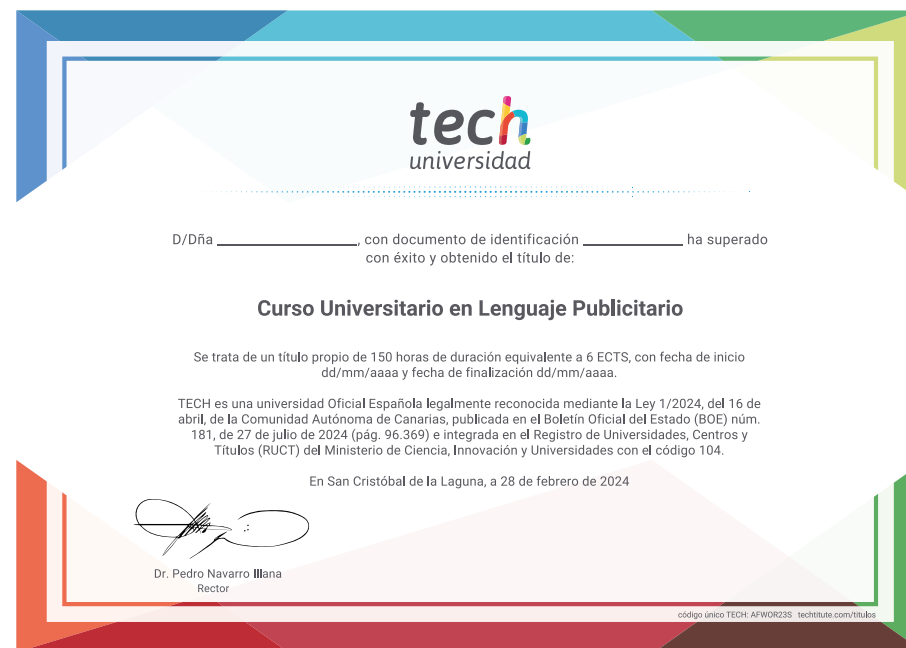 tech
universidad
D/Dña ________________, con documento de identificación ____________ ha superado
con éxito y obtenido el título de:
Curso Universitario en Lenguaje Publicitario
Se trata de un título propio de 150 horas de duración equivalente a 6 ECTS, con fecha de inicio
dd/mm/aaaa y fecha de finalización dd/mm/aaaa.
TECH es una universidad Oficial Española legalmente reconocida mediante la Ley 1/2024, del 16 de
abril, de la Comunidad Autónoma de Canarias, publicada en el Boletín Oficial del Estado (BOE) núm.
181, de 27 de julio de 2024 (pág. 96.369) e integrada en el Registro de Universidades, Centros y
Títulos (RUCT) del Ministerio de Ciencia, Innovación y Universidades con el código 104.
En San Cristóbal de la Laguna, a 28 de febrero de 2024
Dr. Pedro Navarro Illana
Rector
código único TECH: AFWOR23S techtitute.com/titulos